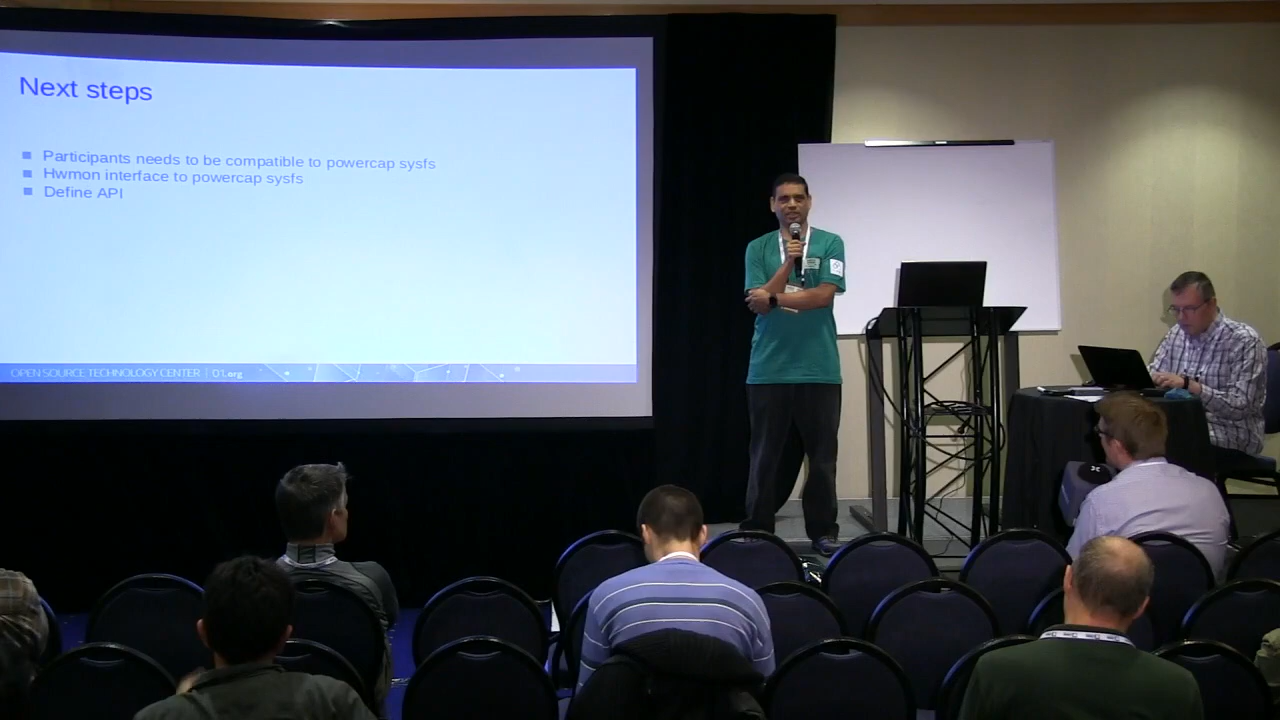 Next steps
Participants needs to be compatible to powercap sysfs
Hwmon interface to powercap sysfs
Define API
OPEN SOURCE TECHNOLOGY CENTER | 01.org